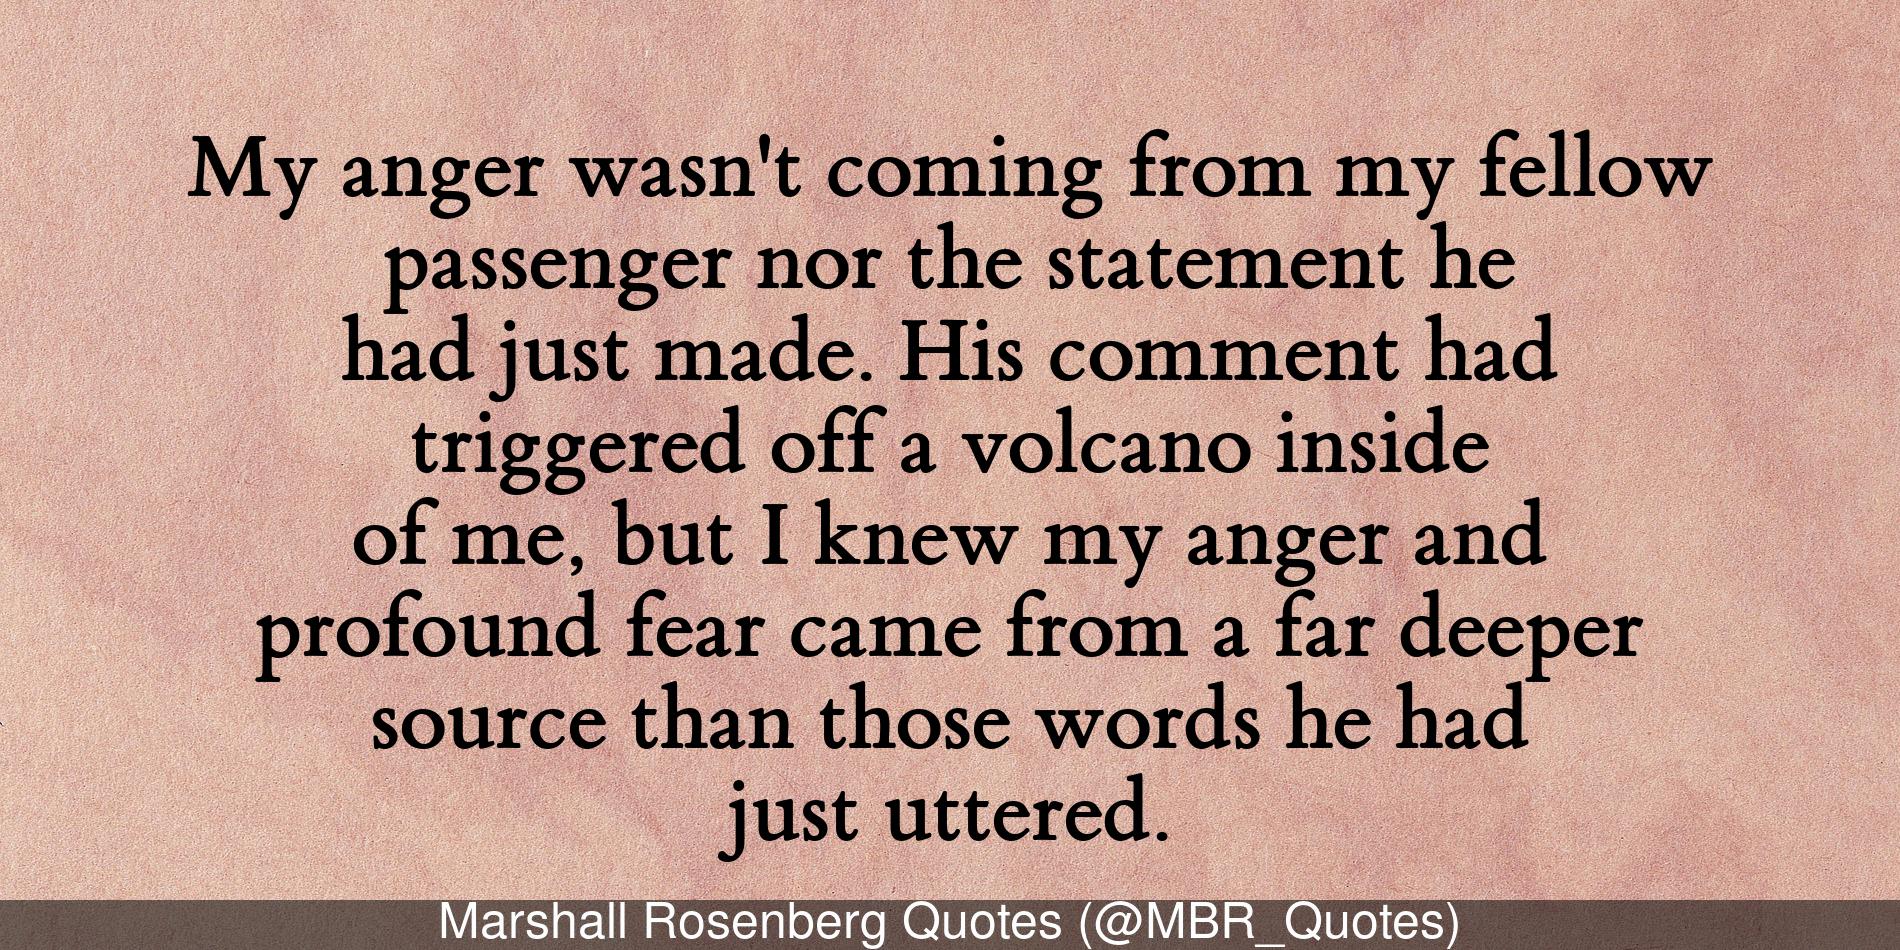 My anger wasn't coming from my fellow
passenger nor the statement he
had just made. His comment had
triggered off a volcano inside
of me, but I knew my anger and
profound fear came from a far deeper
source than those words he had
just uttered.
Marshall Rosenberg Quotes (@MBR_Quotes)